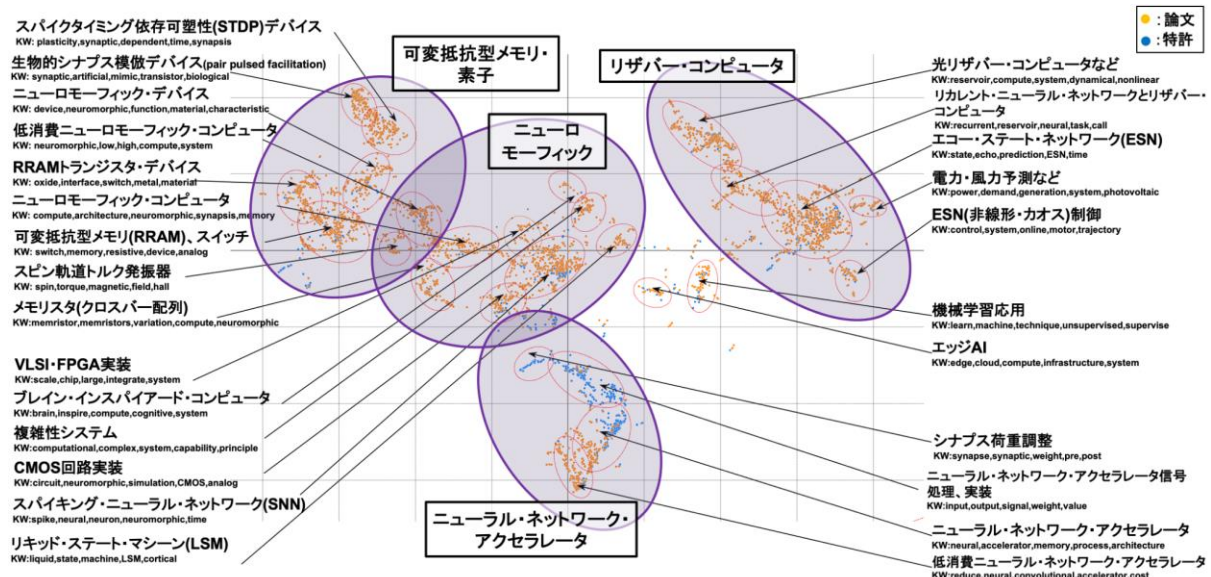 スパイクタイミング依存可塑性(STDP)デバイス
KW: plasticity,synaptic,dependent,time,synapsis
生物的シナプス模倣デバイス(pair pulsed facilitation)
KW: synaptic,artificial,mimic,transistor,biological
ニューロモーフィック・デバイス
KW: device,neuromorphic,function,material,characteristic
低消費ニューロモーフィック・コンピュータ
KW: neuromorphic,low,high,compute,system
RRAMトランジスタ・デバイス
KW: oxide,interface,switch,metal,material
ニューロモーフィック・コンピュータ
KW: compute,architecture,neuromorphic,synapsis,memory
可変抵抗型メモリ(RRAM)、スイッチ
KW: switch,memory,resistive,device,analog
スピン軌道トルク発振器
KW: spin,torque,magnetic,field,hall
メモリスタ(クロスバー配列)
KW:memristor,memristors,variation,compute,neuromorphic
VLSI・FPGA実装
KW:scale,chip,large,integrate,system
ブレイン・インスパイアード・コンピュータ
KW:brain,inspire,compute,cognitive,system
複雑性システム
KW:computational,complex,system,capability,principle
CMOS回路実装
KW:circuit,neuromorphic,simulation,CMOS,analog
スパイキング・ニューラル・ネットワーク(SNN)
KW:spike,neural,neuron,neuromorphic,time
リキッド・ステート・マシーン(LSM)
KW:liquid,state,machine,LSM,cortical
可変抵抗型メモリ・
素子
ニューロ
モーフィック
リザバー・コンピュータ
ニューラル・ネットワーク・
アクセラレータ
:論文
:特許
光リザバー・コンピュータなど
KW:reservoir,compute,system,dynamical,nonlinear
リカレント・ニューラル・ネットワークとリザバー・
コンピュータ
KW:recurrent,reservoir,neural,task,call
エコー・ステート・ネットワーク(ESN)
KW:state,echo,prediction,ESN,time
電力・風力予測など
KW:power,demand,generation,system,photovoltaic
ESN(非線形・カオス)制御
KW:control,system,online,motor,trajectory
機械学習応用
KW:learn,machine,technique,unsupervised,supervise
エッジAI
KW:edge,cloud,compute,infrastructure,system
シナプス荷重調整
KW:synapse,synaptic,weight,pre,post
ニューラル・ネットワーク・アクセラレータ信号
処理、実装
KW:input,output,signal,weight,value
ニューラル・ネットワーク・アクセラレータ
KW:neural,accelerator,memory,process,architecture
低消費ニューラル・ネットワーク・アクセラレータ
KW:reduce,neural,convolutional,accelerator,cost